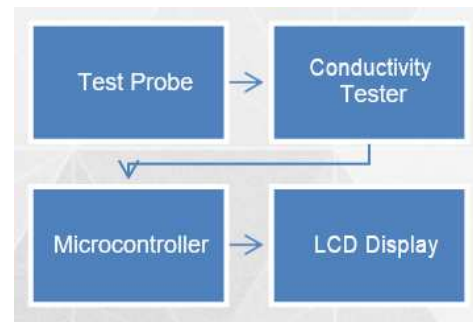 Test Probe
Conductivity
Tester
Microcontroller
LCD Display